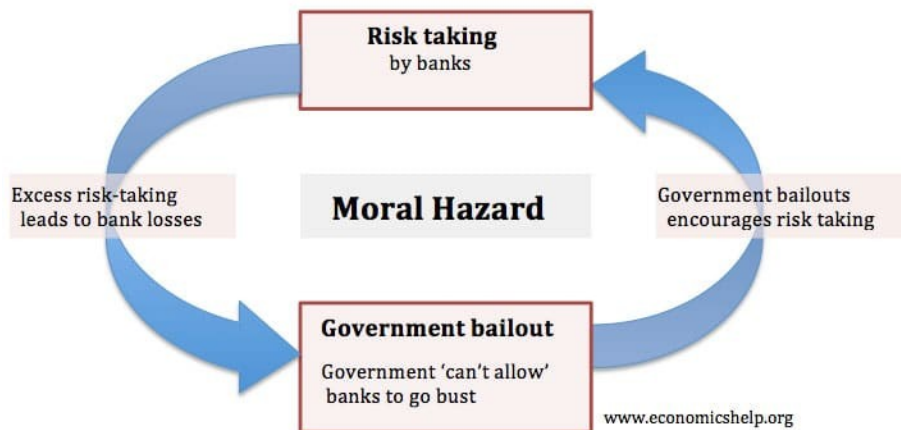 Risk taking
by banks
Excess risk-taking
leads to bank losses
Moral Hazard
Government bailouts
encourages risk taking
Government bailout
Government ‘can’t allow’
banks to go bust
www.economicshelp.org